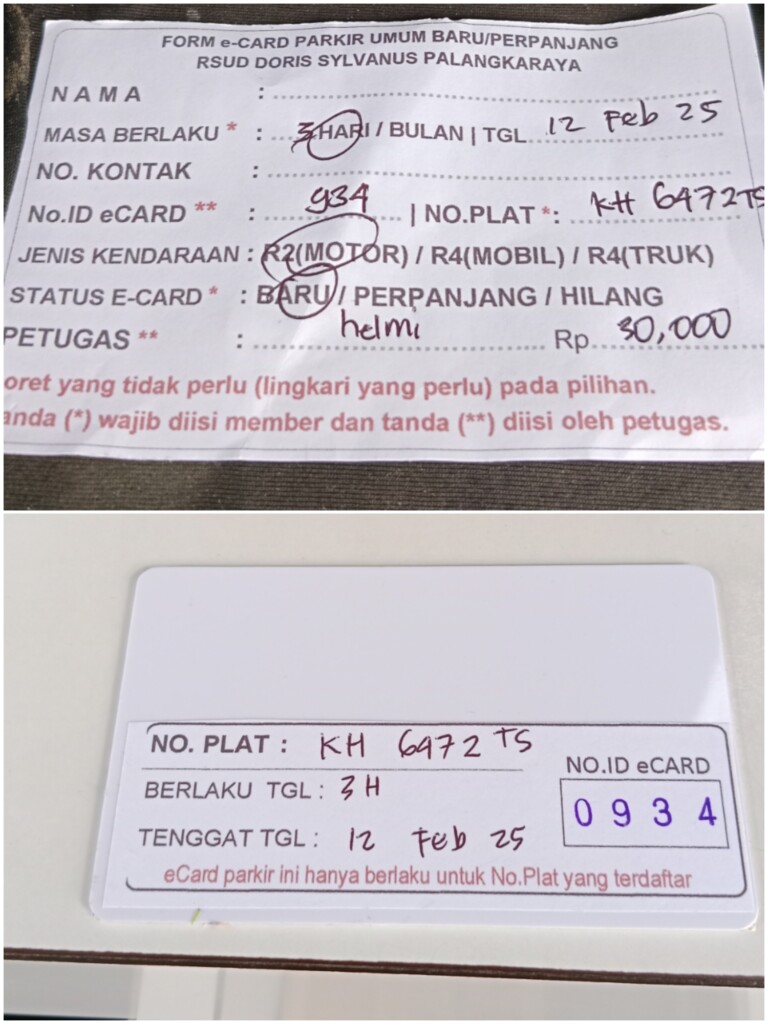 FORM e-CARD PARKIR UMUM BARU/PERPANJANG
RSUD DORIS SYLVANUS PALANGKARAYA
NAMA :
MASA BERLAKU * : 3 HARI / BULAN | TGL 12 Feb 25
NO. KONTAK :
No.ID eCARD ** : 934 | NO.PLAT *: KH 6472 TS
JENIS KENDARAAN : R2(MOTOR) / R4(MOBIL) / R4(TRUK)
STATUS E-CARD * : BARU / PERPANJANG / HILANG
PETUGAS ** : helmi Rp 30,000
oret yang tidak perlu (lingkari yang perlu) pada pilihan.
anda (*) wajib diisi member dan tanda (**) diisi oleh petugas.
NO. PLAT : KH 6472 TS
BERLAKU TGL : 3 H
TENGGAT TGL : 12 Feb 25
NO.ID eCARD
0934
eCard parkir ini hanya berlaku untuk No.Plat yang terdaftar